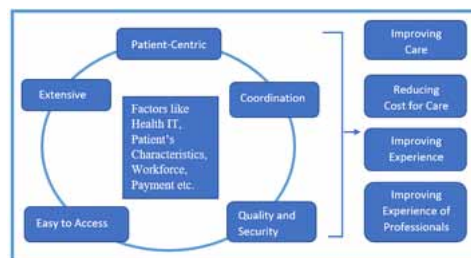 Patient-Centric
Extensive
Coordination
Factors like
Health IT,
Patient's
Characteristics,
Workforce,
Payment etc.
Easy to Access
Quality and
Security
Improving
Care
Reducing
Cost for Care
Improving
Experience
Improving
Experience of
Professionals